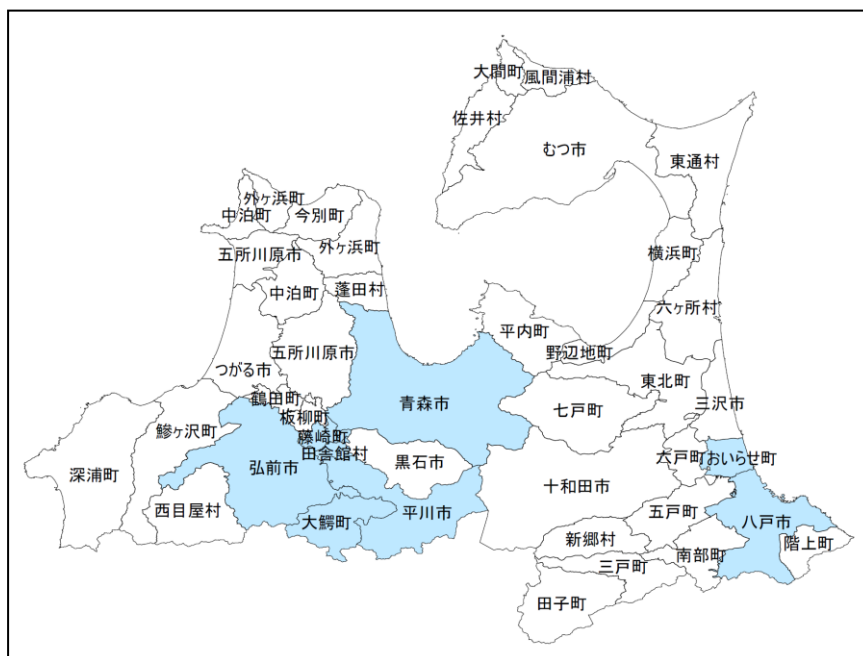 大間町
風間浦村
佐井村
むつ市
東通村
外ヶ浜町
中泊町
今別町
五所川原市
外ヶ浜町
横浜町
中泊町
蓬田村
六ヶ所村
平内町
野辺地町
五所川原市
つがる市
東北町
鶴田町
青森市
七戸町
三沢市
板柳町
鰺ヶ沢町
藤崎町
田舎館村
黒石市
六戸町
おいらせ町
深浦町
弘前市
十和田市
西目屋村
大鰐町
平川市
五戸町
八戸市
新郷村
南部町
階上町
三戸町
田子町